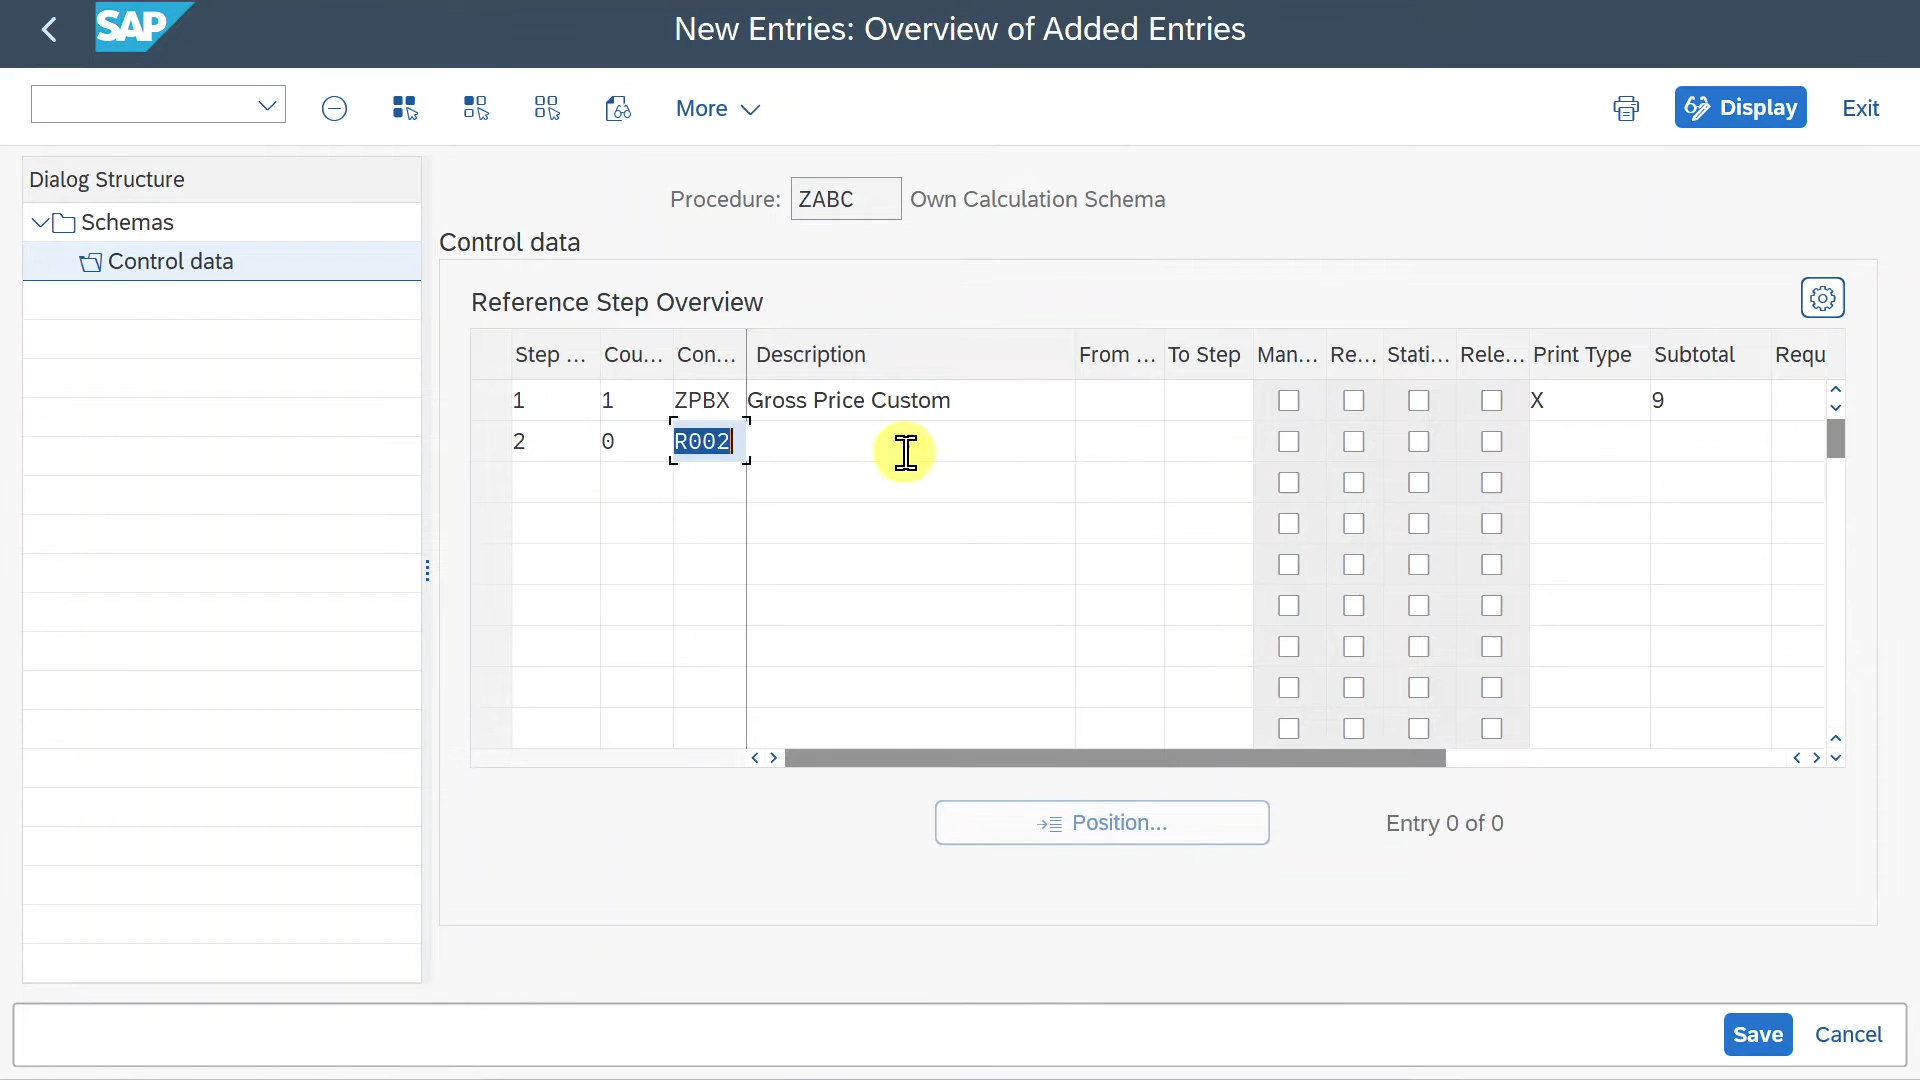 SAP
New Entries: Overview of Added Entries
More
Display
Exit
Dialog Structure
Schemas
Control data
Procedure: ZABC Own Calculation Schema
Control data
Reference Step Overview
Step ... Cou... Con... Description From ... To Step Man... Re... Stati... Rele... Print Type Subtotal Requ
1 1 ZPBX Gross Price Custom X 9
2 0 R002
Position...
Entry 0 of 0
Save
Cancel